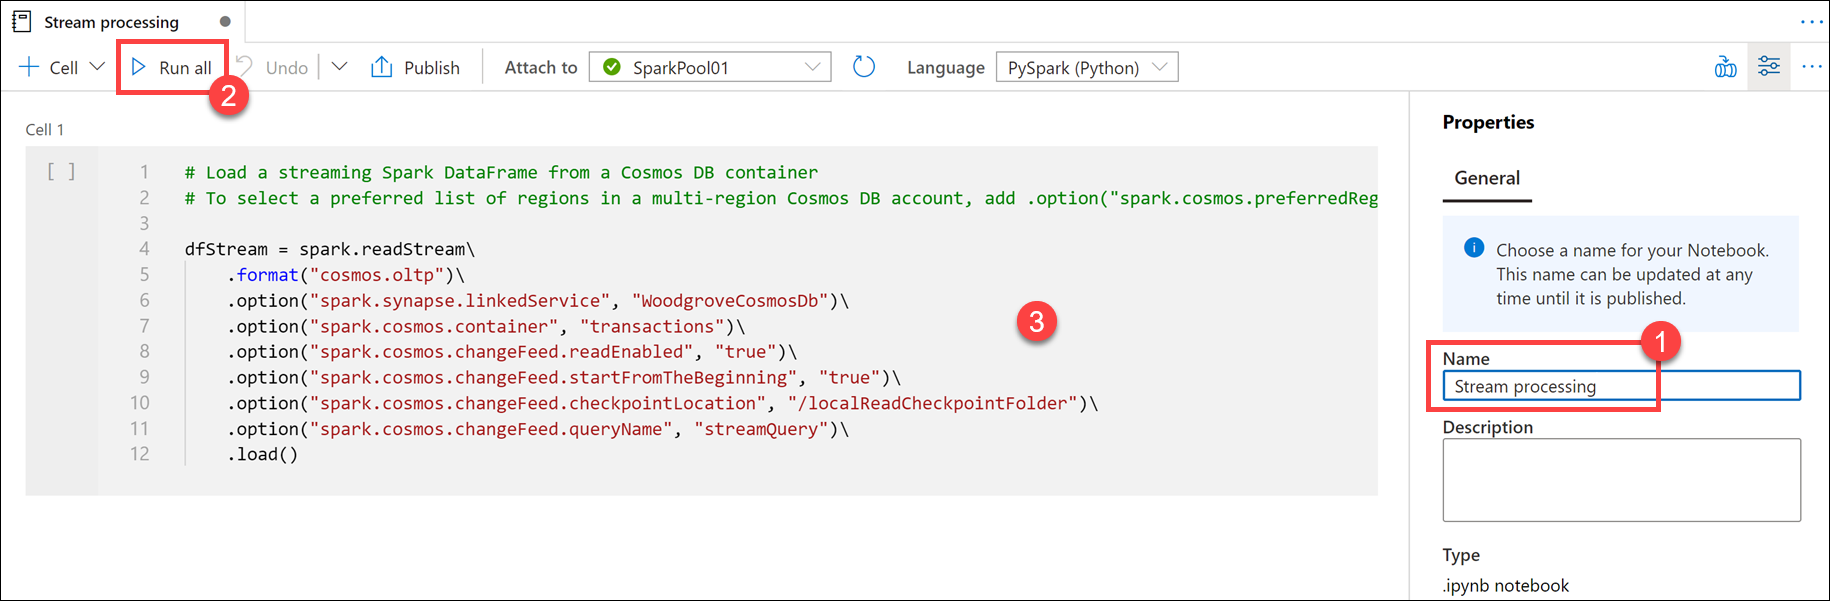 Stream processing
Cell
Run all
Undo
Publish
Attach to
SparkPool01
Language
PySpark (Python)
2
Cell 1
[ ]
1 # Load a streaming Spark DataFrame from a Cosmos DB container
2 # To select a preferred list of regions in a multi-region Cosmos DB account, add .option("spark.cosmos.preferredReg
3
4 dfStream = spark.readStream\
5 .format("cosmos.oltp")\
6 .option("spark.synapse.linkedService", "WoodgroveCosmosDb")\
7 .option("spark.cosmos.container", "transactions")\
8 .option("spark.cosmos.changeFeed.readEnabled", "true")\
9 .option("spark.cosmos.changeFeed.startFromTheBeginning", "true")\
10 .option("spark.cosmos.changeFeed.checkpointLocation", "/localReadCheckpointFolder")\
11 .option("spark.cosmos.changeFeed.queryName", "streamQuery")\
12 .load()
3
Properties
General
i
Choose a name for your Notebook.
This name can be updated at any
time until it is published.
1
Name
Stream processing
Description
Type
.ipynb notebook